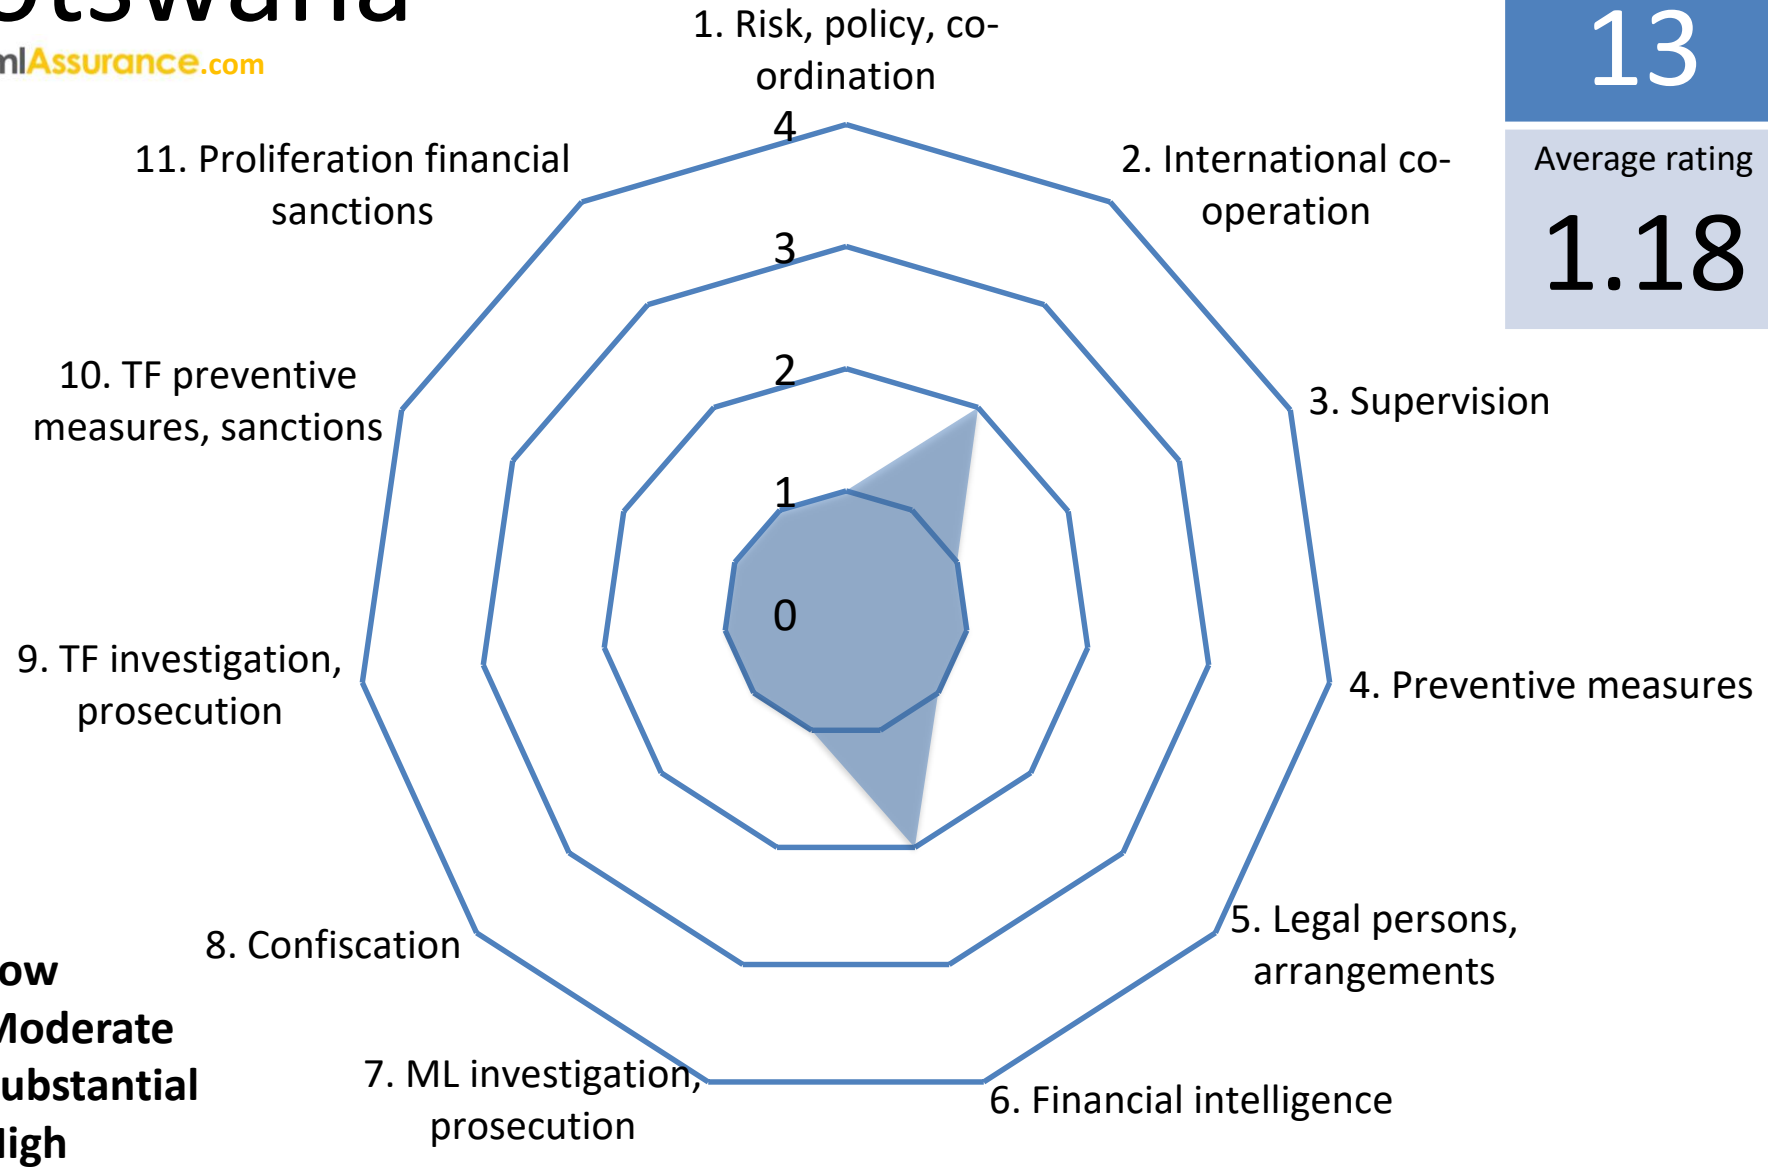 otswana
mlAssurance.com
13
Average rating
1.18
1. Risk, policy, co-
ordination
2. International co-
operation
3. Supervision
4. Preventive measures
5. Legal persons,
arrangements
6. Financial intelligence
7. ML investigation,
prosecution
8. Confiscation
9. TF investigation,
prosecution
10. TF preventive
measures, sanctions
11. Proliferation financial
sanctions
4
3
2
1
0
ow
Moderate
ubstantial
High